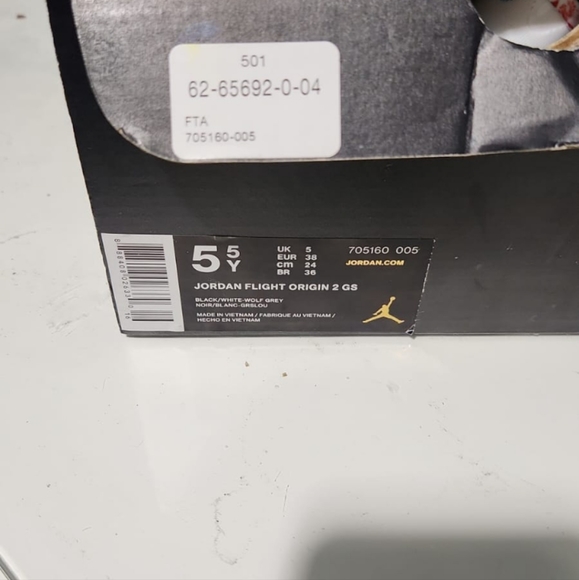 501
62-65692-0-04
FTA
705160-005
5 5Y
UK 5
EUR 38
cm 24
BR 36
705160 005
JORDAN.COM
JORDAN FLIGHT ORIGIN 2 GS
BLACK/WHITE-WOLF GREY
NOIR/BLANC-GRSLOU
MADE IN VIETNAM / FABRIQUE AU VIETNAM /
HECHO EN VIETNAM